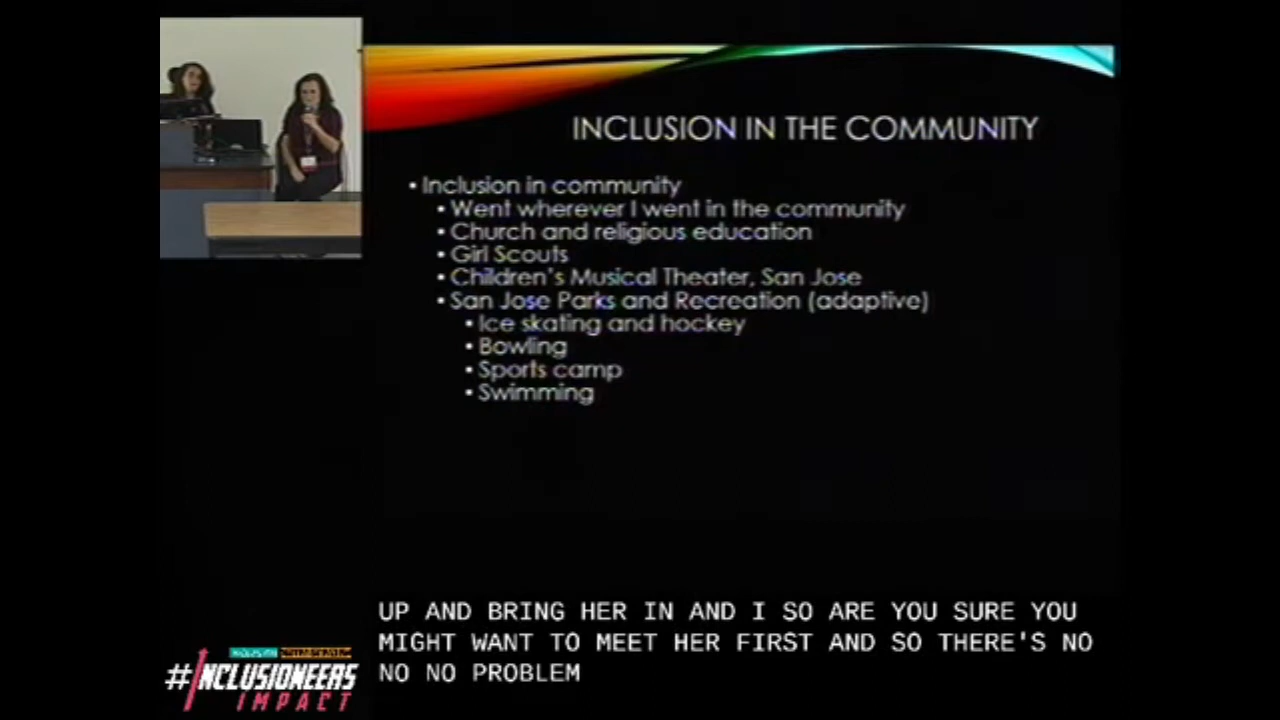 INCLUSION IN THE COMMUNITY
• Inclusion in community
• Went wherever I went in the community
• Church and religious education
• Girl Scouts
• Children's Musical Theater, San Jose
• San Jose Parks and Recreation (adaptive)
• Ice skating and hockey
• Bowling
• Sports camp
• Swimming
UP AND BRING HER IN AND I SO ARE YOU SURE YOU
MIGHT WANT TO MEET HER FIRST AND SO THERE'S NO
NO NO PROBLEM
#INCLUSIONEERS
IMPACT